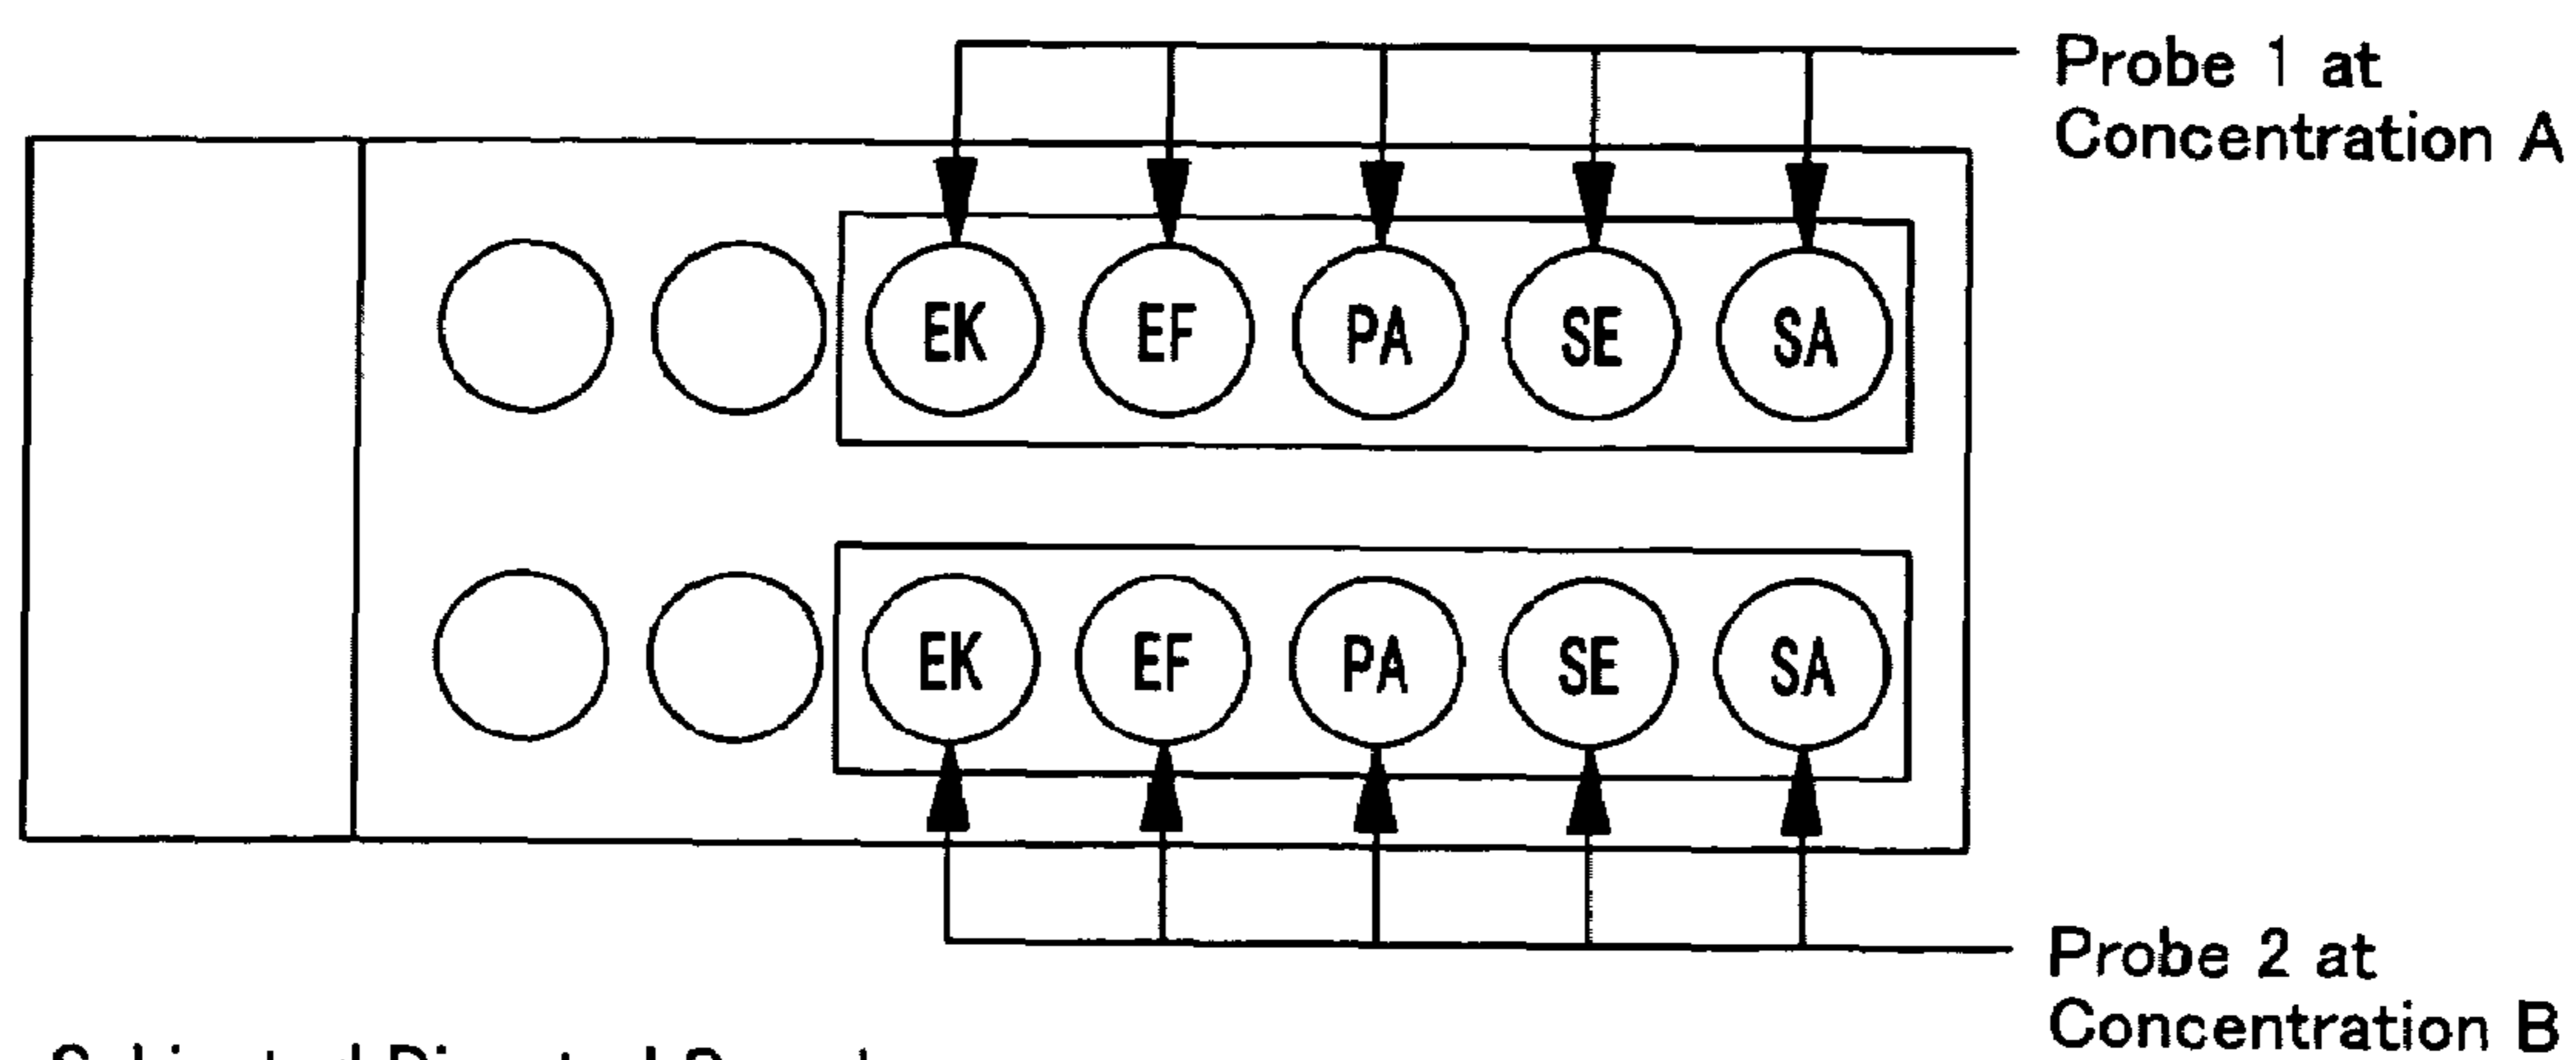 Probe 1 at
Concentration A
EK EF PA SE SA
EK EF PA SE SA
Probe 2 at
Concentration B